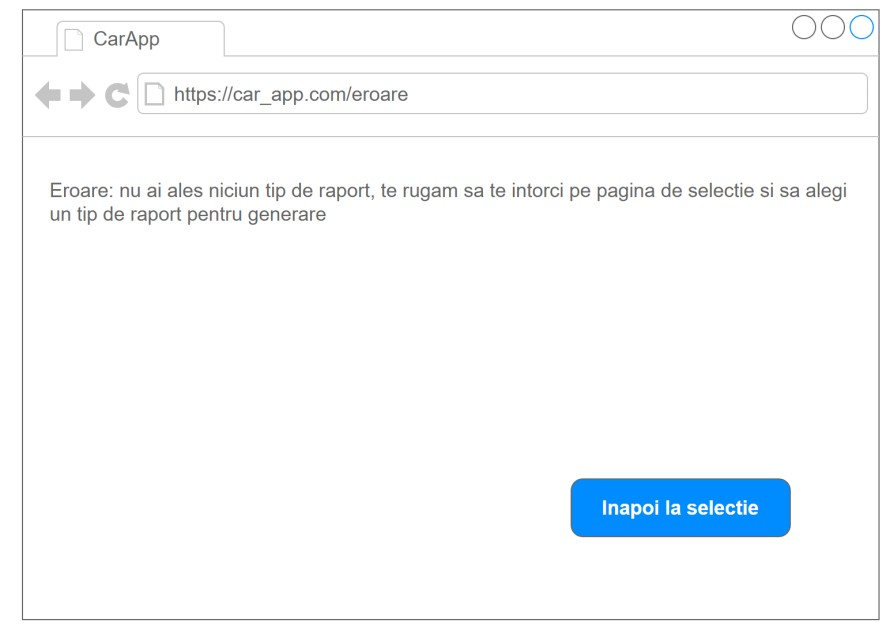 CarApp
https://car_app.com/eroare
Eroare: nu ai ales niciun tip de raport, te rugam sa te intorci pe pagina de selectie si sa alegi
un tip de raport pentru generare
Inapoi la selectie